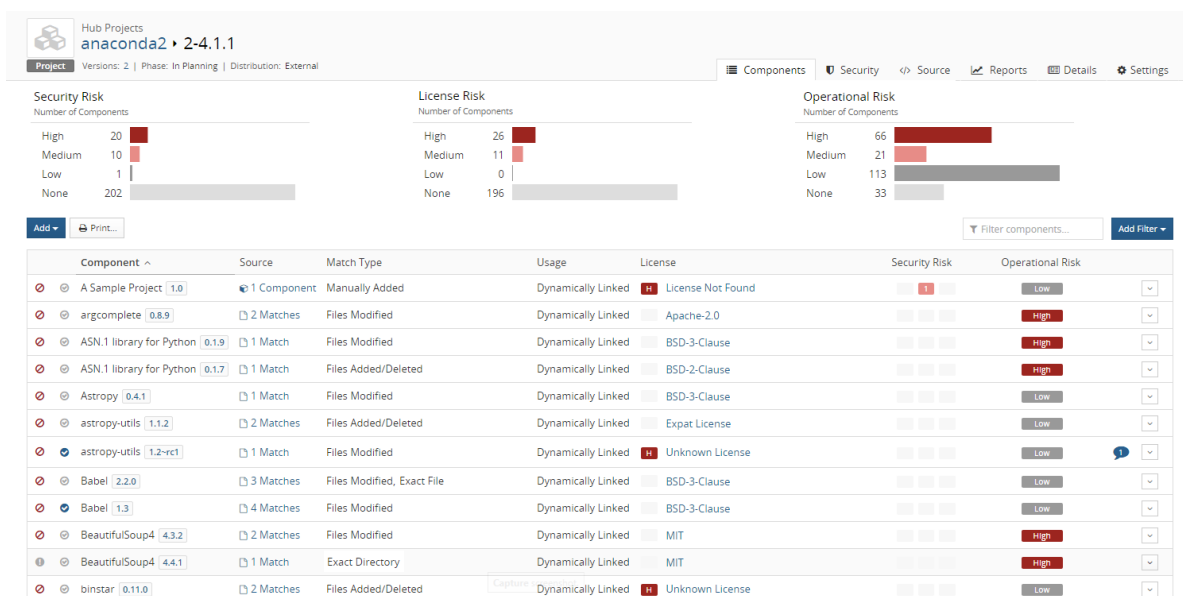 Hub Projects
anaconda2 ▸ 2-4.1.1
Project Versions: 2 | Phase: In Planning | Distribution: External
Components Security Source Reports Details Settings
Security Risk License Risk Operational Risk
Number of Components Number of Components Number of Components
High 20 High 26 High 66
Medium 10 Medium 11 Medium 21
Low 1 Low 0 Low 113
None 202 None 196 None 33
Add Print... Filter components... Add Filter
Component Source Match Type Usage License Security Risk Operational Risk
A Sample Project 1.0 1 Component Manually Added Dynamically Linked H License Not Found 1 Low
argcomplete 0.8.9 2 Matches Files Modified Dynamically Linked Apache-2.0 High
ASN.1 library for Python 0.1.9 1 Match Files Modified Dynamically Linked BSD-3-Clause High
ASN.1 library for Python 0.1.7 1 Match Files Added/Deleted Dynamically Linked BSD-2-Clause High
Astropy 0.4.1 1 Match Files Modified Dynamically Linked BSD-3-Clause Low
astropy-utils 1.1.2 2 Matches Files Added/Deleted Dynamically Linked Expat License Low
astropy-utils 1.2~rc1 1 Match Files Modified Dynamically Linked H Unknown License Low 1
Babel 2.2.0 3 Matches Files Modified, Exact File Dynamically Linked BSD-3-Clause Low
Babel 1.3 4 Matches Files Modified Dynamically Linked BSD-3-Clause Low
BeautifulSoup4 4.3.2 2 Matches Files Modified Dynamically Linked MIT High
BeautifulSoup4 4.4.1 1 Match Exact Directory Dynamically Linked MIT High
binstar 0.11.0 2 Matches Files Added/Deleted Capture Dynamically Linked H Unknown License Low